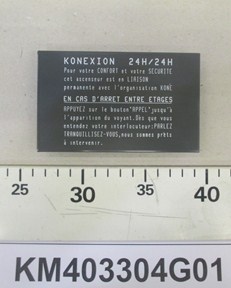 KONEXION 24H/24H
Pour votre CONFORT et votre SECURITE
cet ascenseur est en LIAISON
permanente avec l'organisation KONE
EN CAS D'ARRET ENTRE ETAGES
APPUYEZ sur le bouton"APPEL"jusqu'à
l'apparition du voyant.Dès que vous
entendez votre interlocuteur:PARLEZ
TRANQUILLISEZ-VOUS,nous sommes prêts
à intervenir.
25 30 35 40
KM403304G01